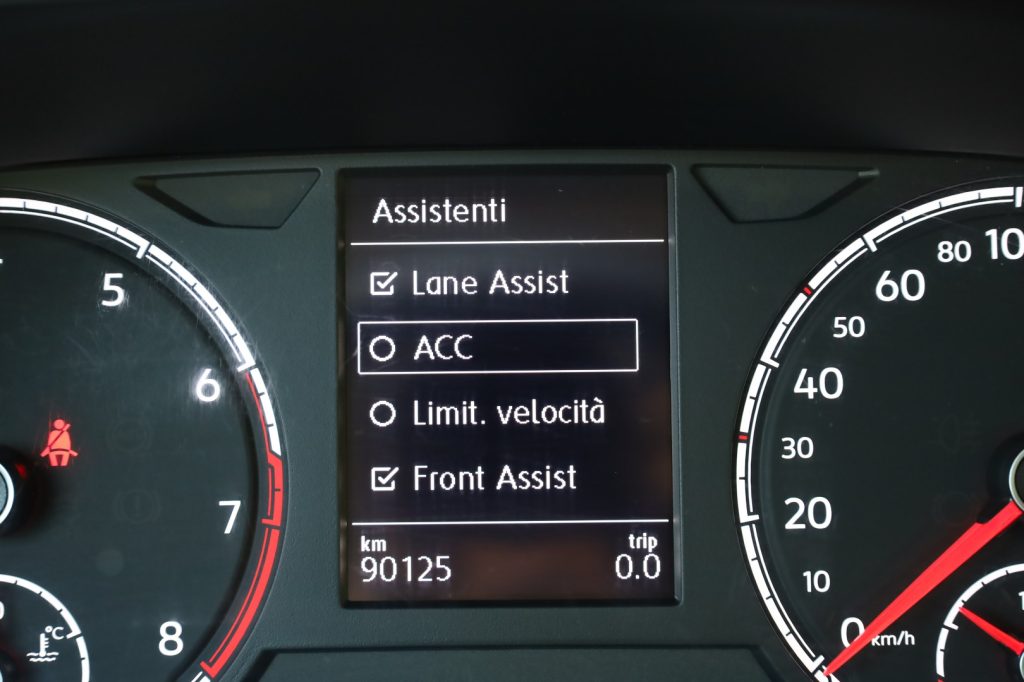 Assistenti
Lane Assist
ACC
Limit. velocità
Front Assist
km
trip
90125
0.0
5
6
7
8
°C
0
10
20
30
40
50
60
80
km/h